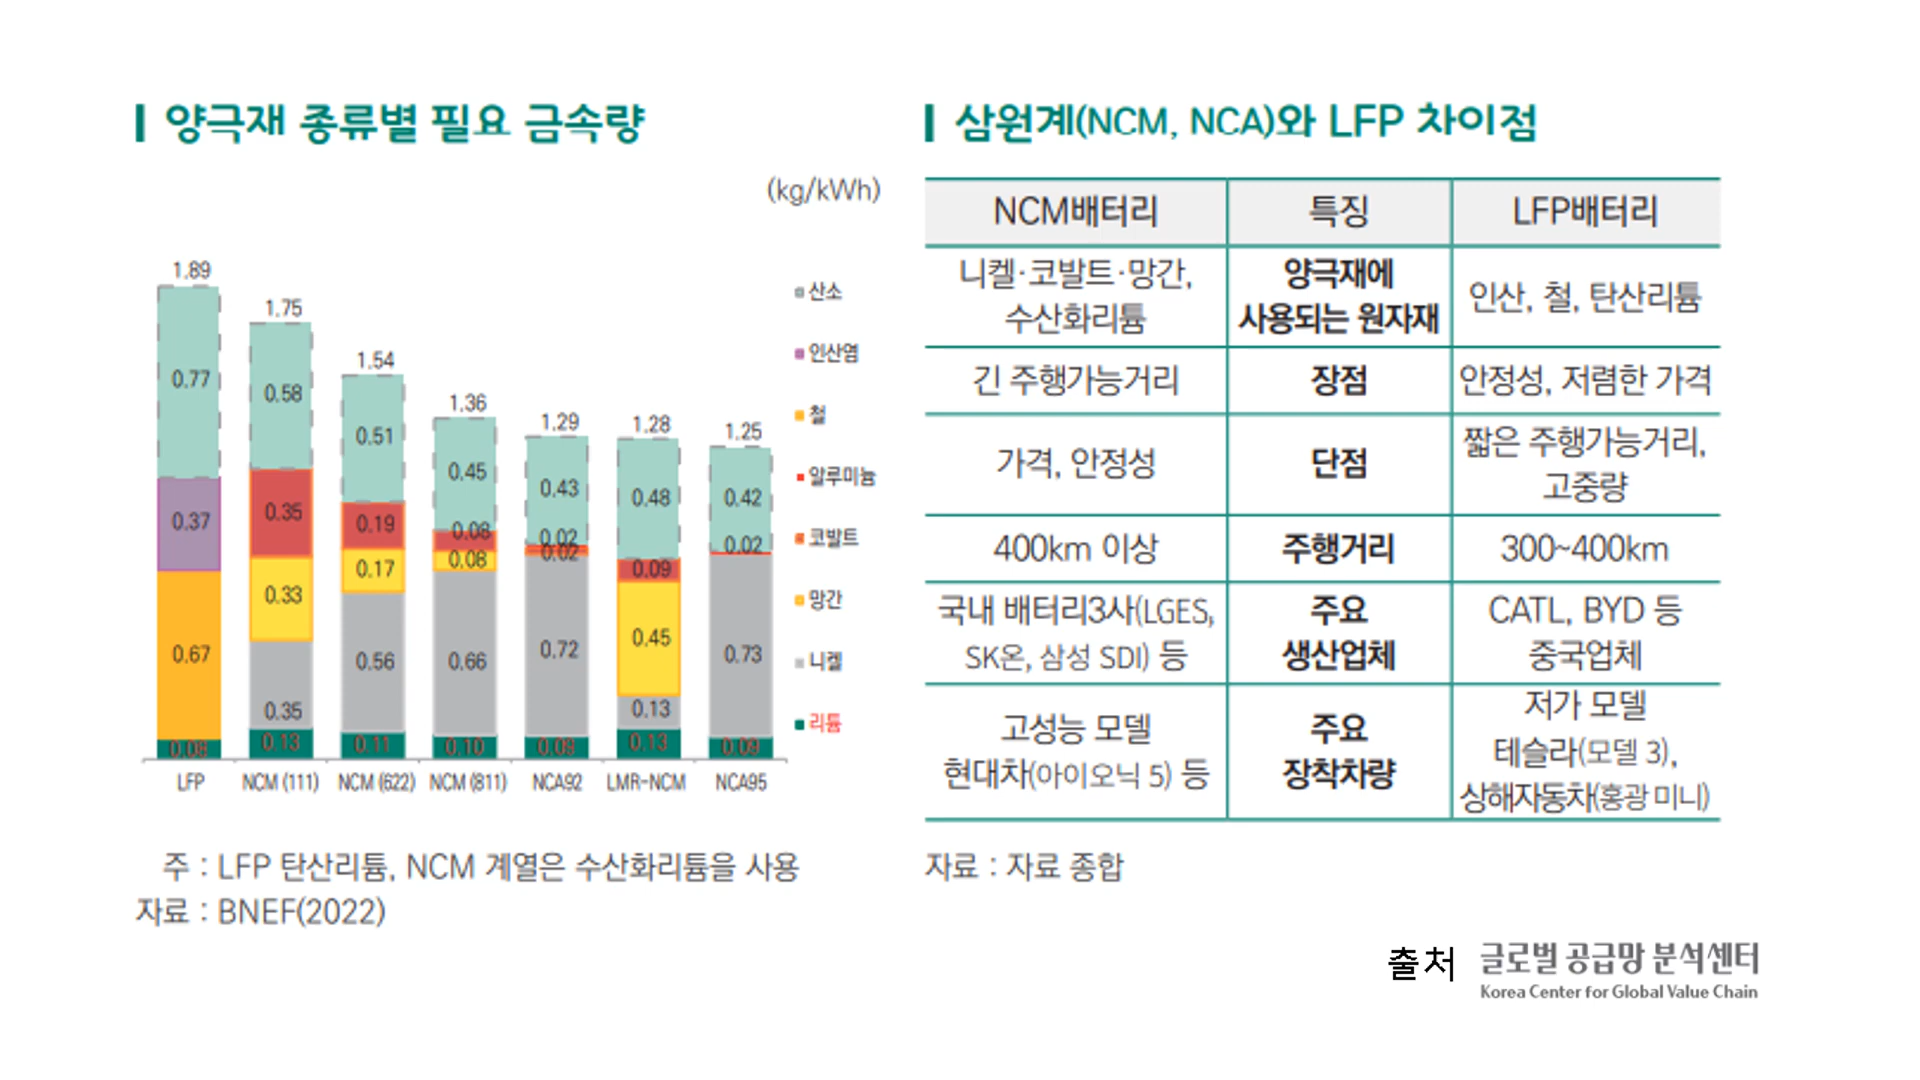 양극재 종류별 필요 금속량
(kg/kWh)
1.89
1.75
1.54
1.36
1.29
1.28
1.25
0.77
0.58
0.51
0.45
0.43
0.48
0.42
0.37
0.35
0.19
0.08
0.02
0.09
0.02
0.67
0.33
0.17
0.08
0.02
0.45
0.35
0.56
0.66
0.72
0.13
0.73
0.08
0.13
0.11
0.10
0.09
0.13
0.09
LFP
NCM (111)
NCM (622)
NCM (811)
NCA92
LMR-NCM
NCA95
산소
인산염
철
알루미늄
코발트
망간
니켈
리튬
주 : LFP 탄산리튬, NCM 계열은 수산화리튬을 사용
자료 : BNEF(2022)
삼원계(NCM, NCA)와 LFP 차이점
NCM배터리 특징 LFP배터리
니켈·코발트·망간,
수산화리튬
양극재에
사용되는 원자재
인산, 철, 탄산리튬
긴 주행가능거리 장점 안정성, 저렴한 가격
가격, 안정성 단점
짧은 주행가능거리,
고중량
400km 이상 주행거리 300~400km
국내 배터리3사(LGES,
SK온, 삼성 SDI) 등
주요
생산업체
CATL, BYD 등
중국업체
고성능 모델
현대차(아이오닉 5) 등
주요
장착차량
저가 모델
테슬라(모델 3),
상해자동차(홍광 미니)
자료 : 자료 종합
출처 글로벌 공급망 분석센터
Korea Center for Global Value Chain